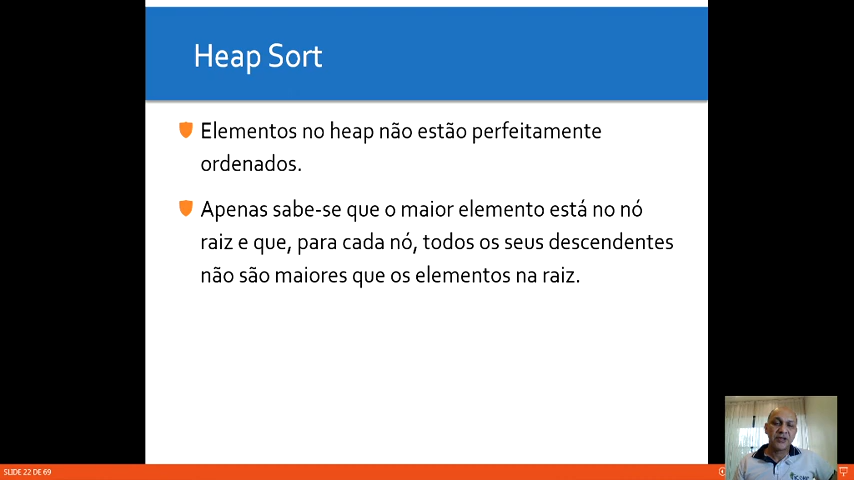 Heap Sort
Elementos no heap não estão perfeitamente
ordenados.
Apenas sabe-se que o maior elemento está no nó
raiz e que, para cada nó, todos os seus descendentes
não são maiores que os elementos na raiz.
SLIDE 22 DE 69